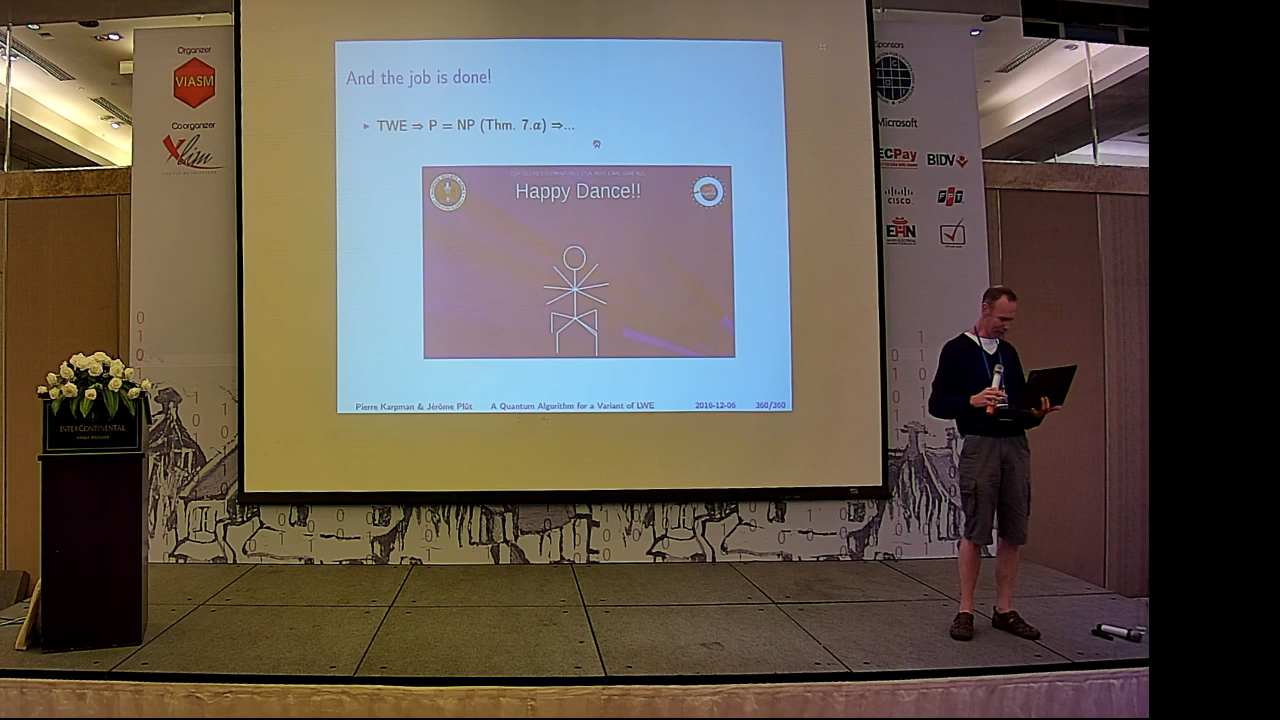 Organizer
VIASM
Coorganizer
Xlim
And the job is done!
TWE ⇒ P = NP (Thm. 7.α) ⇒...
Happy Dance!!
Pierre Karpman & Jérôme Plût A Quantum Algorithm for a Variant of LWE 2016-12-06 360/360
Sponsors
Microsoft
ECPay
BIDV
CISCO
FPT
EHN
INTERCONTINENTAL